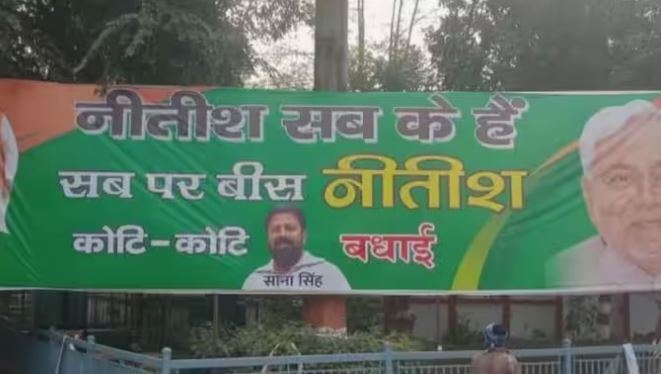 नीतीश सब के हैं
सब पर बीस नीतीश
कोटि-कोटि बधाई
सोना सिंह